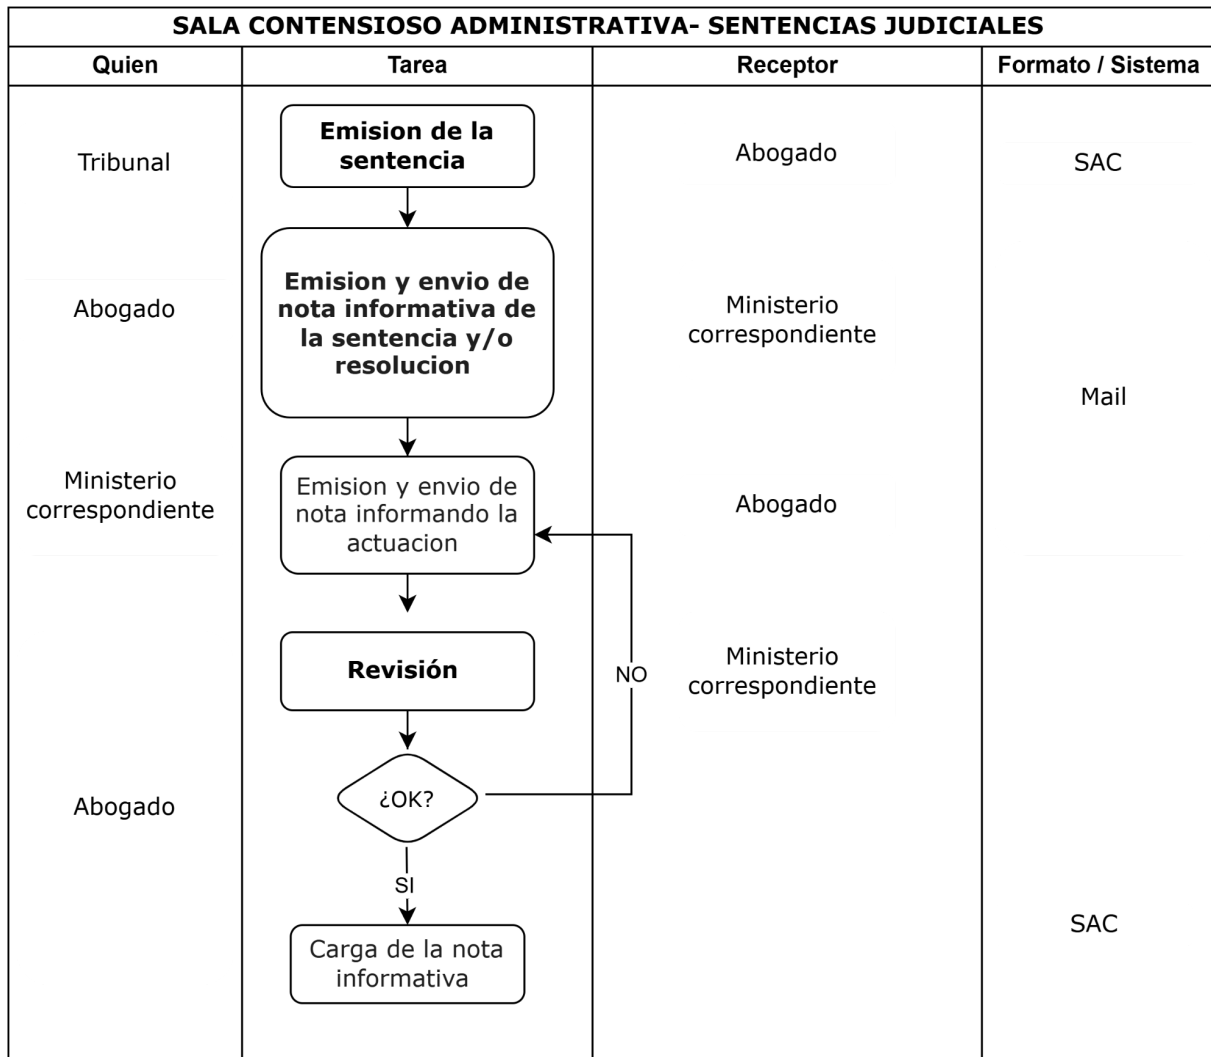 SALA CONTENSIOSO ADMINISTRATIVA- SENTENCIAS JUDICIALES
Quien
Tarea
Receptor
Formato / Sistema
Tribunal
Emision de la
sentencia
Abogado
SAC
Abogado
Emision y envio de
nota informativa de
la sentencia y/o
resolucion
Ministerio
correspondiente
Mail
Ministerio
correspondiente
Emision y envio de
nota informando la
actuacion
Abogado
Revisión
NO
Ministerio
correspondiente
Abogado
¿OK?
SI
Carga de la nota
informativa
SAC